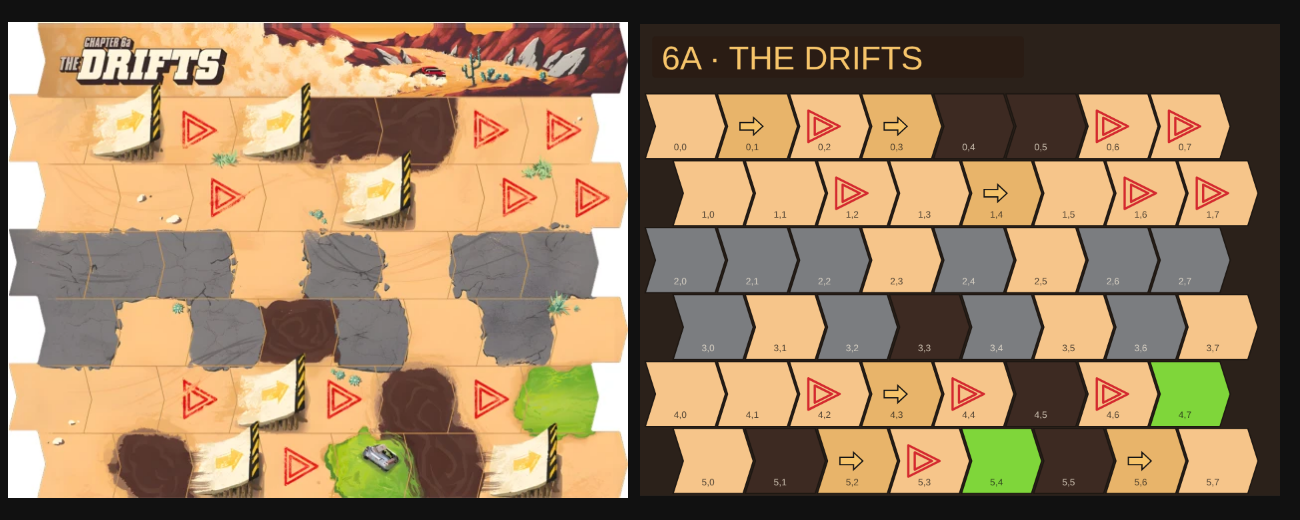 CHAPTER 6a
THE DRIFTS
6A · THE DRIFTS
0,0 0,1 0,2 0,3 0,4 0,5 0,6 0,7
1,0 1,1 1,2 1,3 1,4 1,5 1,6 1,7
2,0 2,1 2,2 2,3 2,4 2,5 2,6 2,7
3,0 3,1 3,2 3,3 3,4 3,5 3,6 3,7
4,0 4,1 4,2 4,3 4,4 4,5 4,6 4,7
5,0 5,1 5,2 5,3 5,4 5,5 5,6 5,7